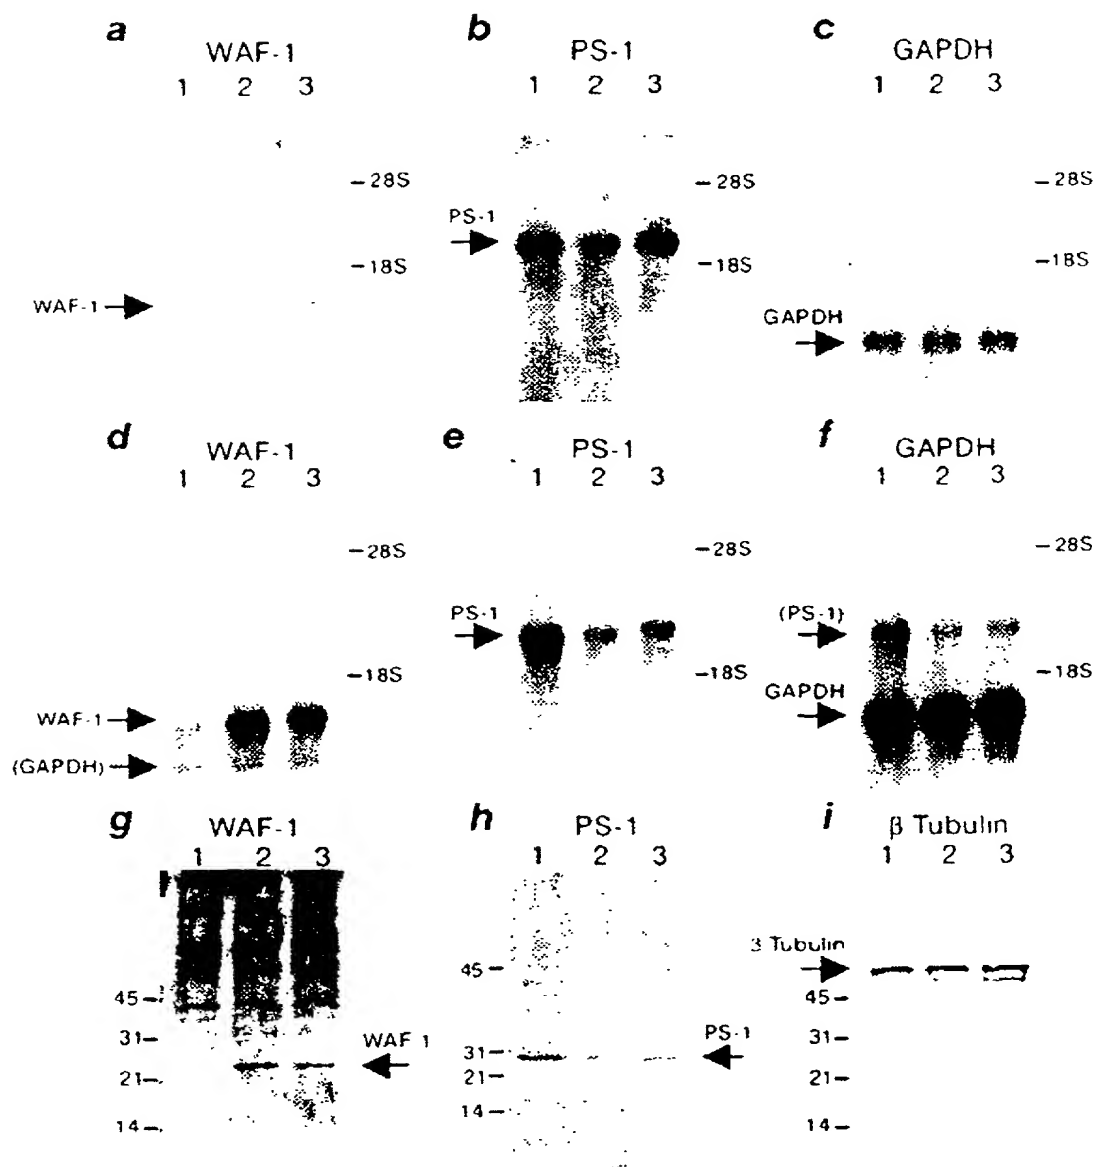 a
WAF-1
1 2 3
-28S
-18S
WAF-1
b
PS-1
1 2 3
-28S
PS-1
-18S
c
GAPDH
1 2 3
-28S
-18S
GAPDH
d
WAF-1
1 2 3
-28S
-18S
WAF-1
(GAPDH)
e
PS-1
1 2 3
-28S
PS-1
-18S
f
GAPDH
1 2 3
-28S
(PS-1)
-18S
GAPDH
g
WAF-1
1 2 3
45-
31-
WAF 1
21-
14-
h
PS-1
1 2 3
45-
31-
PS-1
21-
14-
i
β Tubulin
1 2 3
3 Tubulin
45-
31-
21-
14-